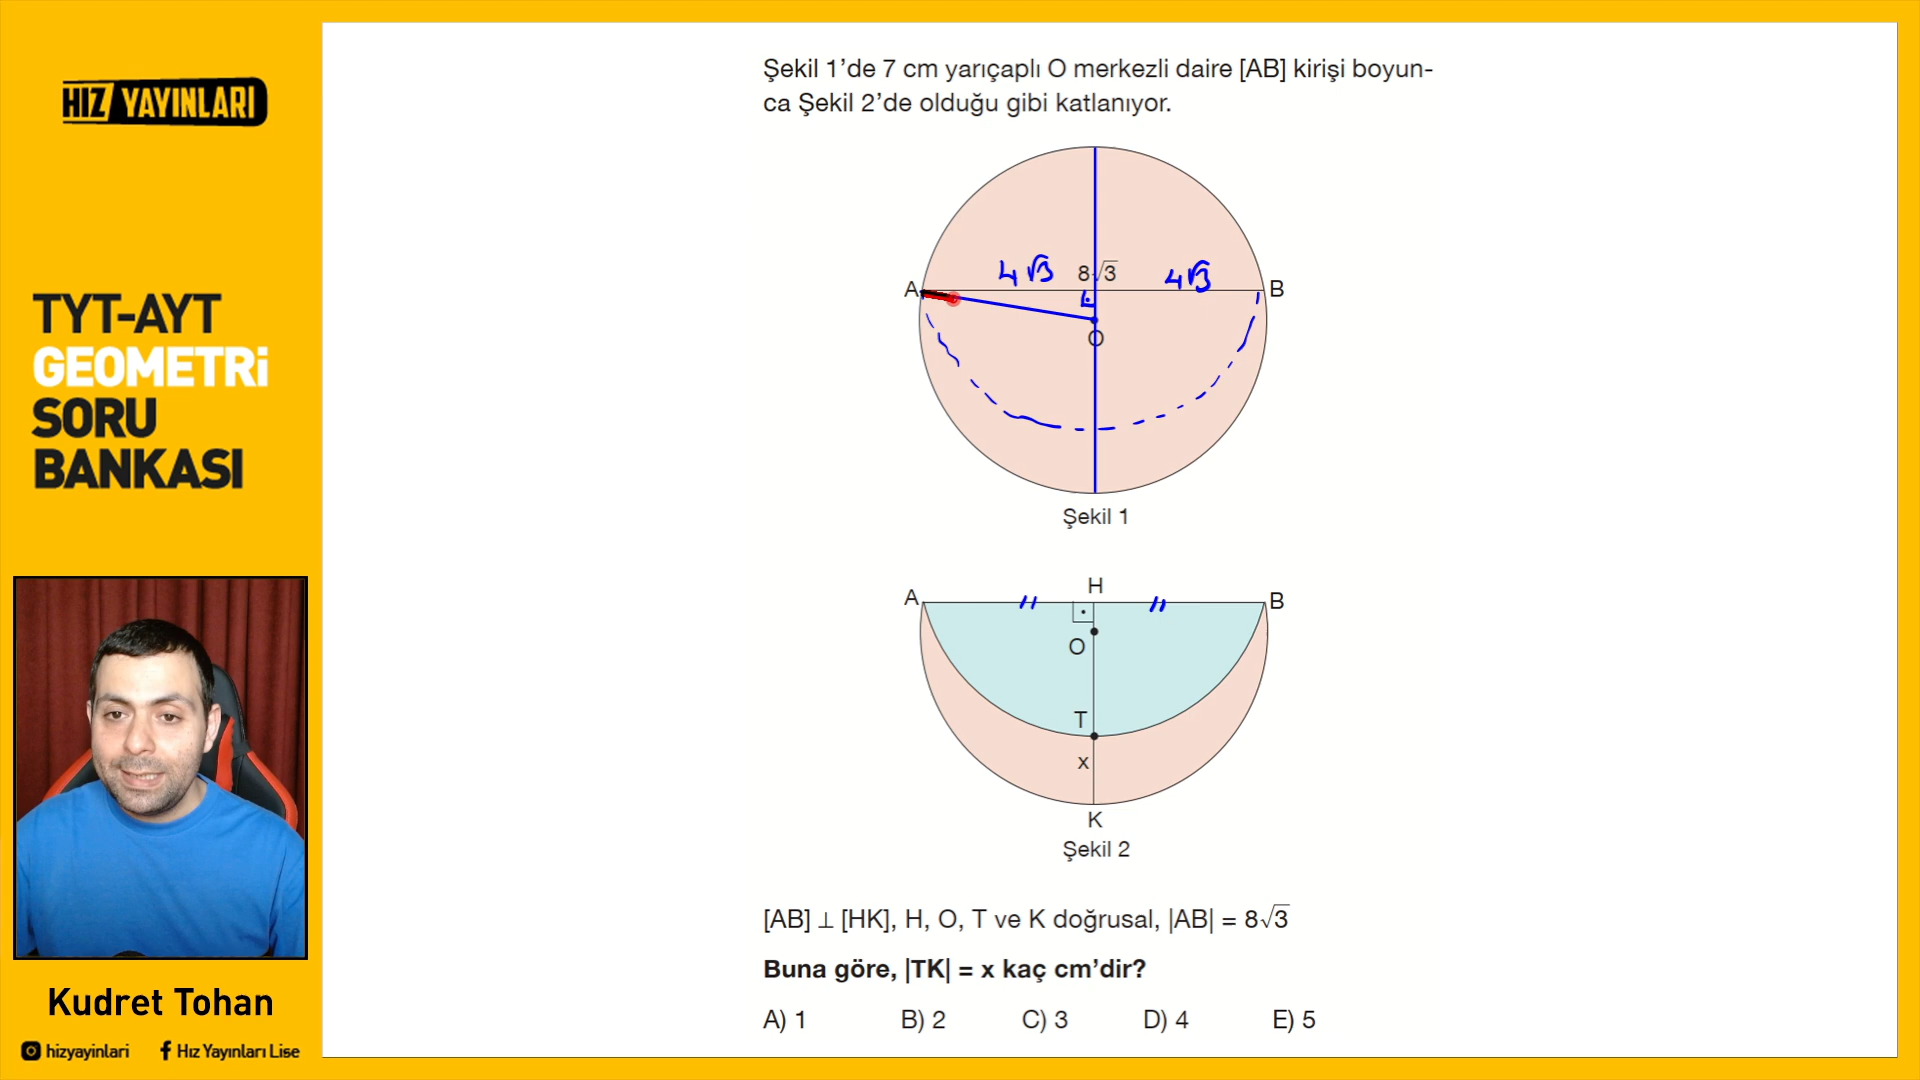 HIZ YAYINLARI
TYT-AYT
GEOMETRİ
SORU
BANKASI
Kudret Tohan
hizyayinlari
Hız Yayınları Lise
Şekil 1’de 7 cm yarıçaplı O merkezli daire [AB] kirişi boyun-
ca Şekil 2’de olduğu gibi katlanıyor.
4√3 8√3 4√3
A B
O
Şekil 1
H
A B
O
T
x
K
Şekil 2
[AB] ⊥ [HK], H, O, T ve K doğrusal, |AB| = 8√3
Buna göre, |TK| = x kaç cm’dir?
A) 1 B) 2 C) 3 D) 4 E) 5